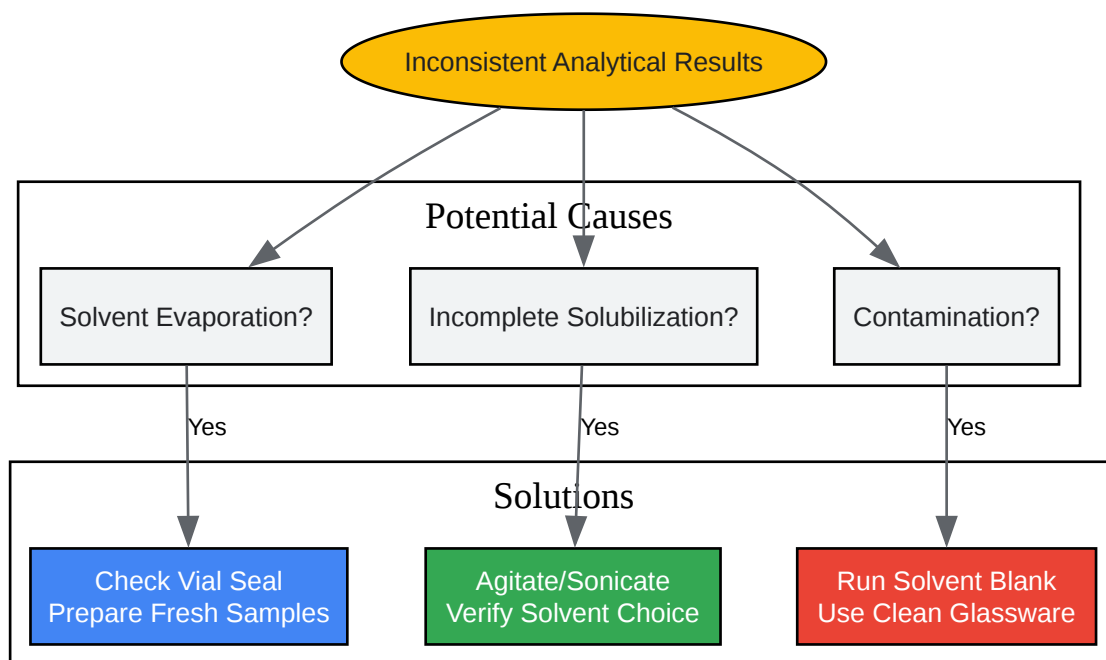 Inconsistent Analytical Results
Potential Causes
Solvent Evaporation?
Incomplete Solubilization?
Contamination?
Yes
Yes
Yes
Solutions
Check Vial Seal
Prepare Fresh Samples
Agitate/Sonicate
Verify Solvent Choice
Run Solvent Blank
Use Clean Glassware